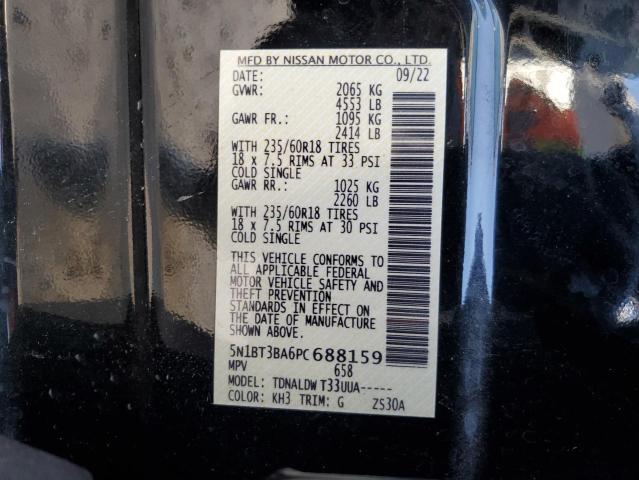 MFD BY NISSAN MOTOR CO., LTD.
DATE: 09/22
GVWR: 2065 KG
4553 LB
GAWR FR.: 1095 KG
2414 LB
WITH 235/60R18 TIRES
18 x 7.5 RIMS AT 33 PSI
COLD SINGLE
GAWR RR.: 1025 KG
2260 LB
WITH 235/60R18 TIRES
18 x 7.5 RIMS AT 30 PSI
COLD SINGLE
THIS VEHICLE CONFORMS TO
ALL APPLICABLE FEDERAL
MOTOR VEHICLE SAFETY AND
THEFT PREVENTION
STANDARDS IN EFFECT ON
THE DATE OF MANUFACTURE
SHOWN ABOVE.
5N1BT3BA6PC688159
MPV 658
MODEL: TDNALDW T33UUA-----
COLOR: KH3 TRIM: G ZS30A